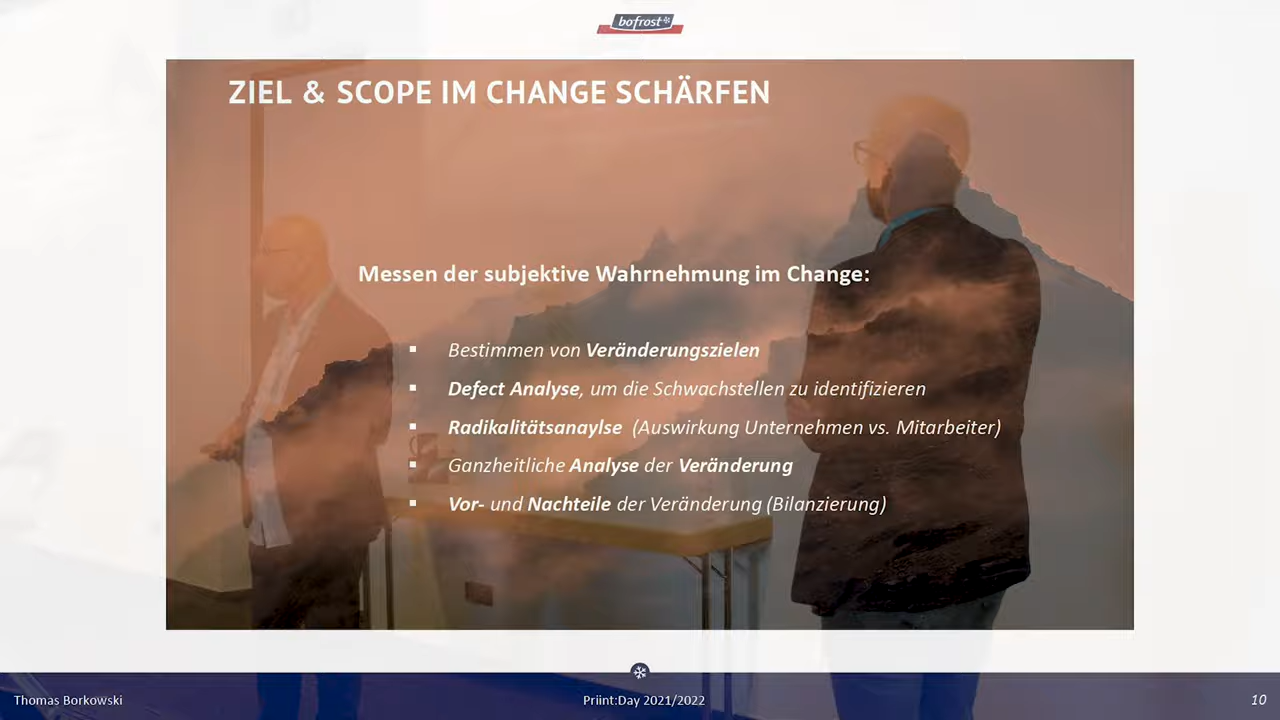 bofrost*
ZIEL & SCOPE IM CHANGE SCHÄRFEN
Messen der subjektive Wahrnehmung im Change:
▪ Bestimmen von Veränderungszielen
▪ Defect Analyse, um die Schwachstellen zu identifizieren
▪ Radikalitätsanaylse (Auswirkung Unternehmen vs. Mitarbeiter)
▪ Ganzheitliche Analyse der Veränderung
▪ Vor- und Nachteile der Veränderung (Bilanzierung)
Thomas Borkowski
Priint:Day 2021/2022
10